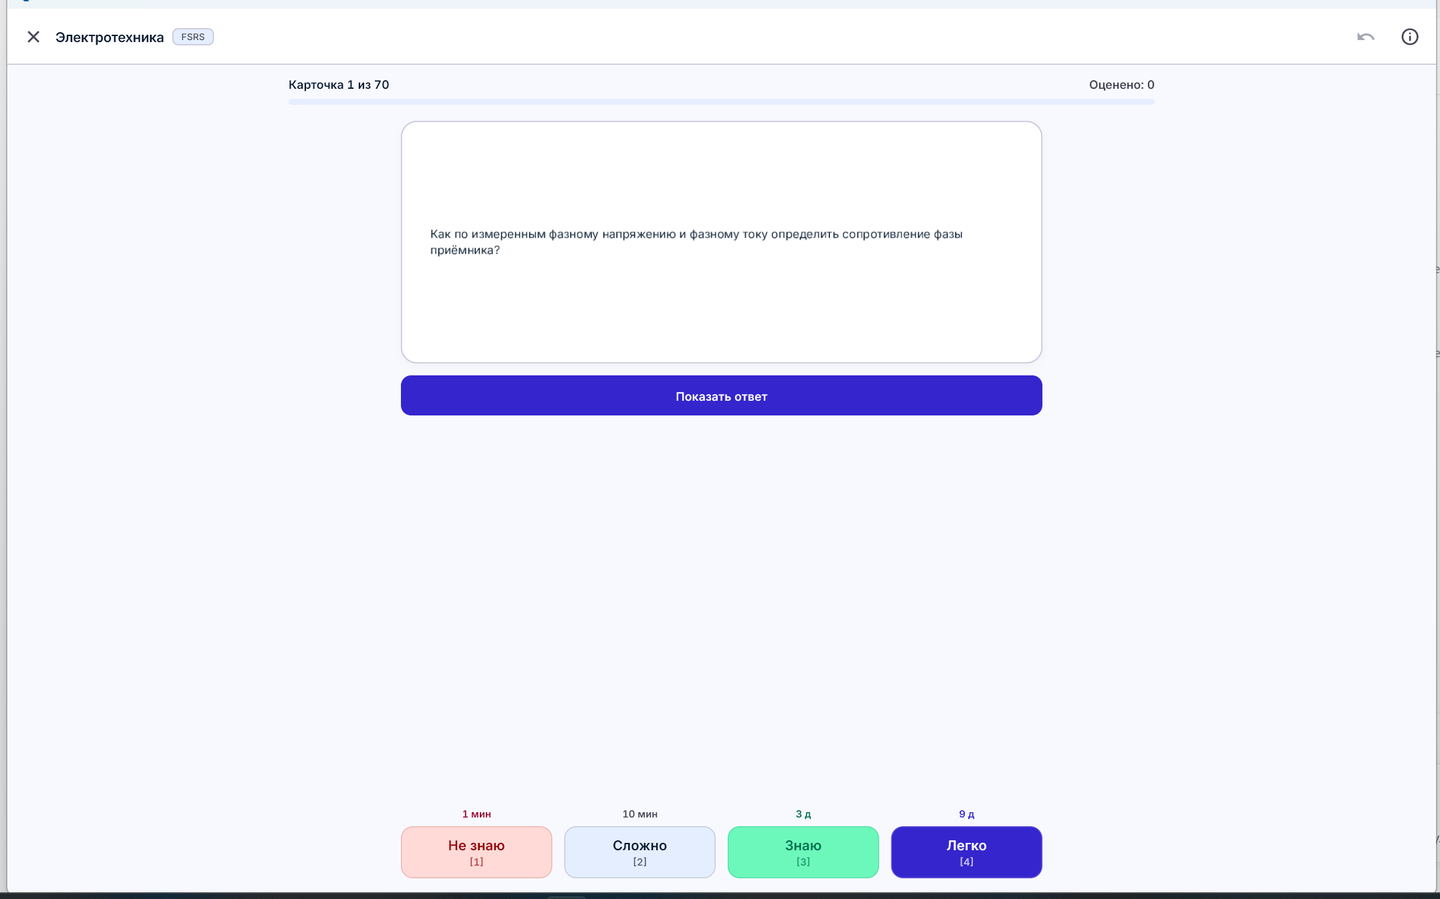 Электротехника FSRS
Карточка 1 из 70
Оценено: 0
Как по измеренным фазному напряжению и фазному току определить сопротивление фазы
приёмника?
Показать ответ
1 мин
10 мин
3 д
9 д
Не знаю
[1]
Сложно
[2]
Знаю
[3]
Легко
[4]